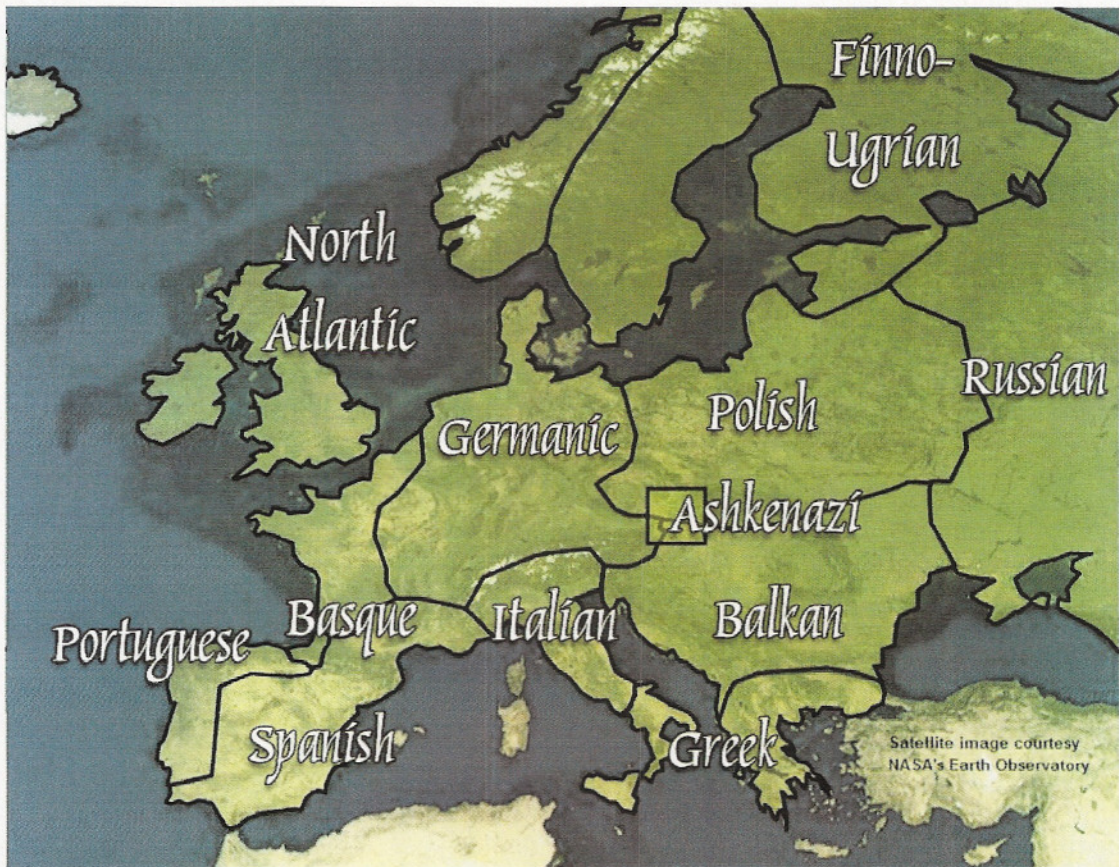 Finno-
Ugrian
North
Atlantic
Russian
Germanic
Polish
Ashkenazi
Basque
Italian
Balkan
Portuguese
Spanish
Greek
Satellite image courtesy
NASA's Earth Observatory